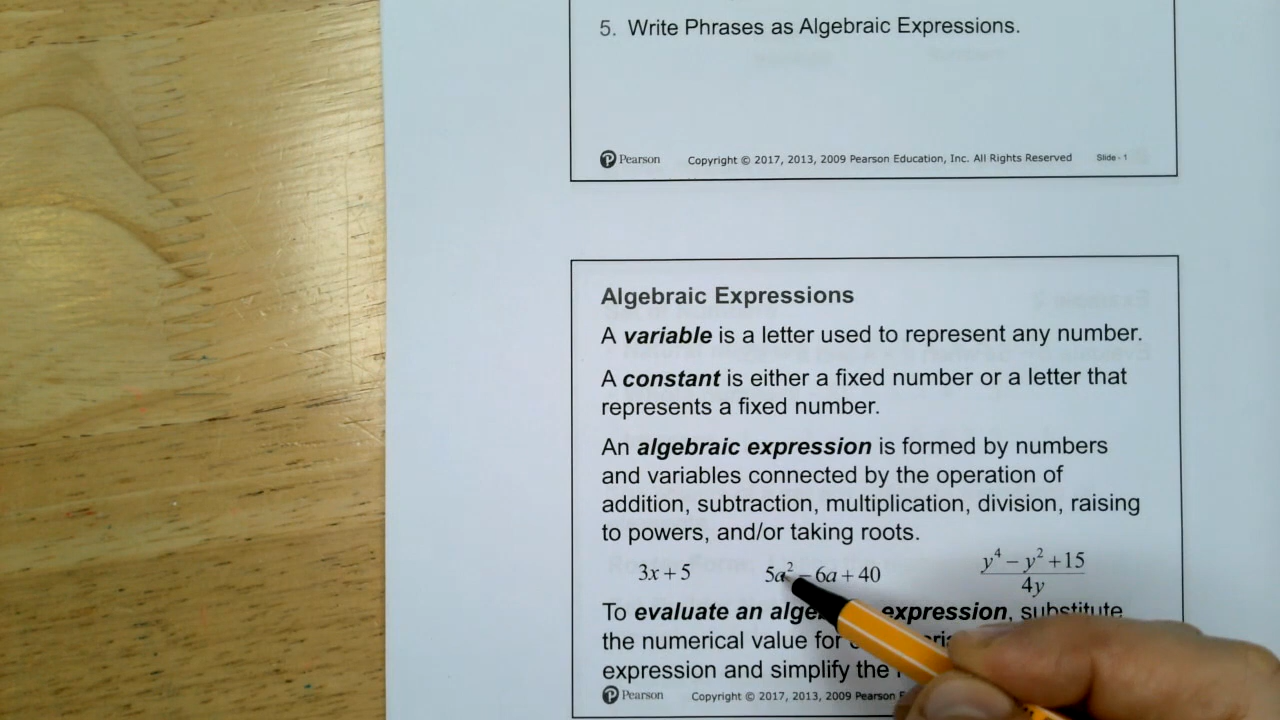 5. Write Phrases as Algebraic Expressions.
Pearson Copyright © 2017, 2013, 2009 Pearson Education, Inc. All Rights Reserved Slide - 1
Algebraic Expressions
A variable is a letter used to represent any number.
A constant is either a fixed number or a letter that
represents a fixed number.
An algebraic expression is formed by numbers
and variables connected by the operation of
addition, subtraction, multiplication, division, raising
to powers, and/or taking roots.
3x + 5 5a² − 6a + 40 (y⁴ − y² + 15) / 4y
To evaluate an expression, substitute
the numerical value for
expression and simplify the
Pearson Copyright © 2017, 2013, 2009 Pearson